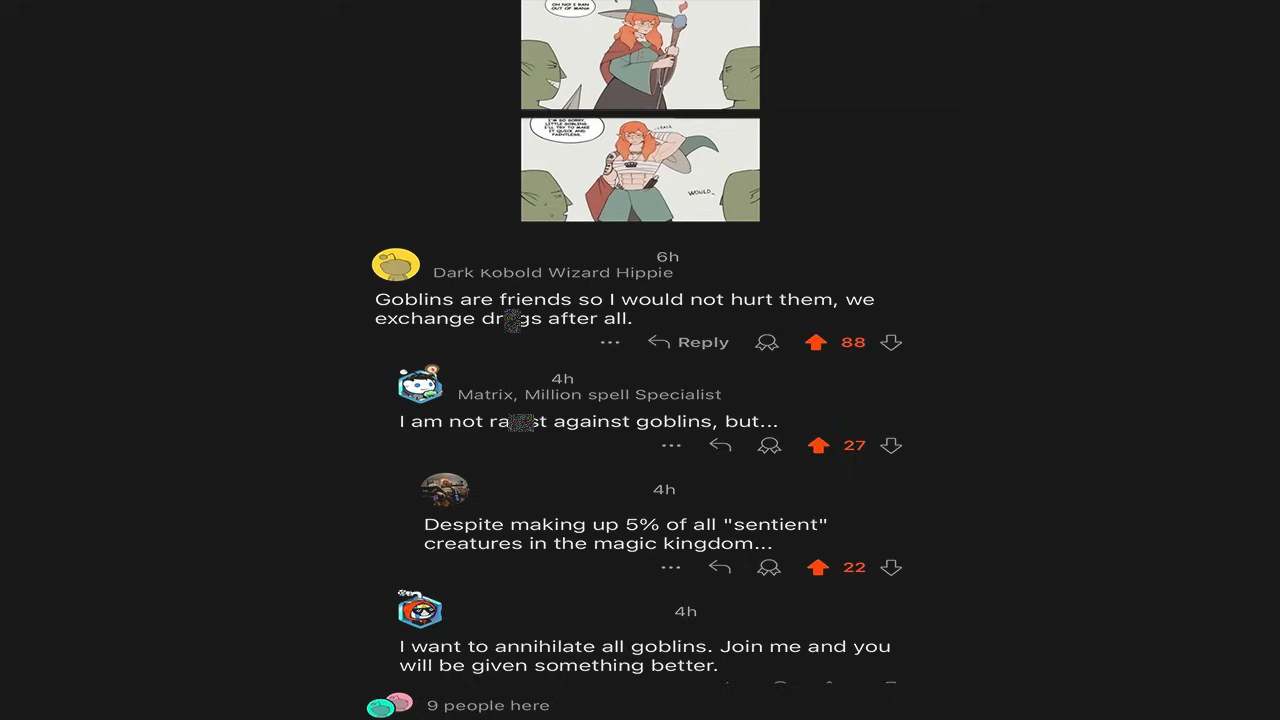 OH NO! I RAN
OUT OF MANA
I'M SO SORRY,
LITTLE GOBLINS.
I'LL TRY TO MAKE
IT QUICK AND
PAINTLESS.
CRACK
WOULD...
6h
Dark Kobold Wizard Hippie
Goblins are friends so I would not hurt them, we
exchange dr gs after all.
Reply
88
4h
Matrix, Million spell Specialist
I am not ra st against goblins, but...
27
4h
Despite making up 5% of all "sentient"
creatures in the magic kingdom...
22
4h
I want to annihilate all goblins. Join me and you
will be given something better.
9 people here